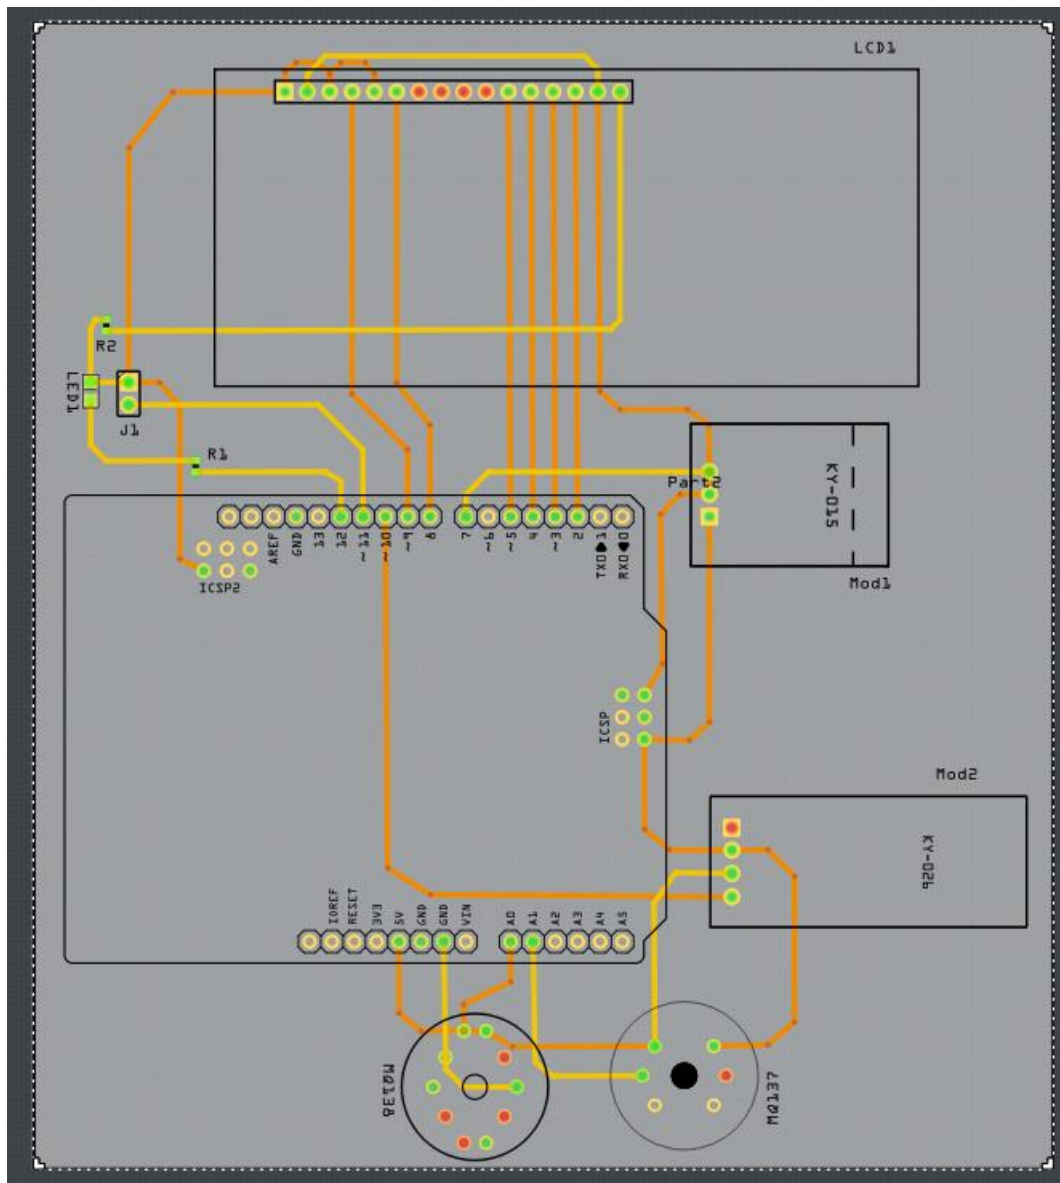 LCD1
R2
LED1
J1
R1
Part2
KY-015
Mod1
AREF
GND
13
12
~11
~10
~9
8
7
~6
~5
4
~3
2
TX0 1
RX0 0
ICSP2
ICSP
Mod2
KY-026
IOREF
RESET
3V3
5V
GND
GND
VIN
A0
A1
A2
A3
A4
A5
MQ138
MQ137